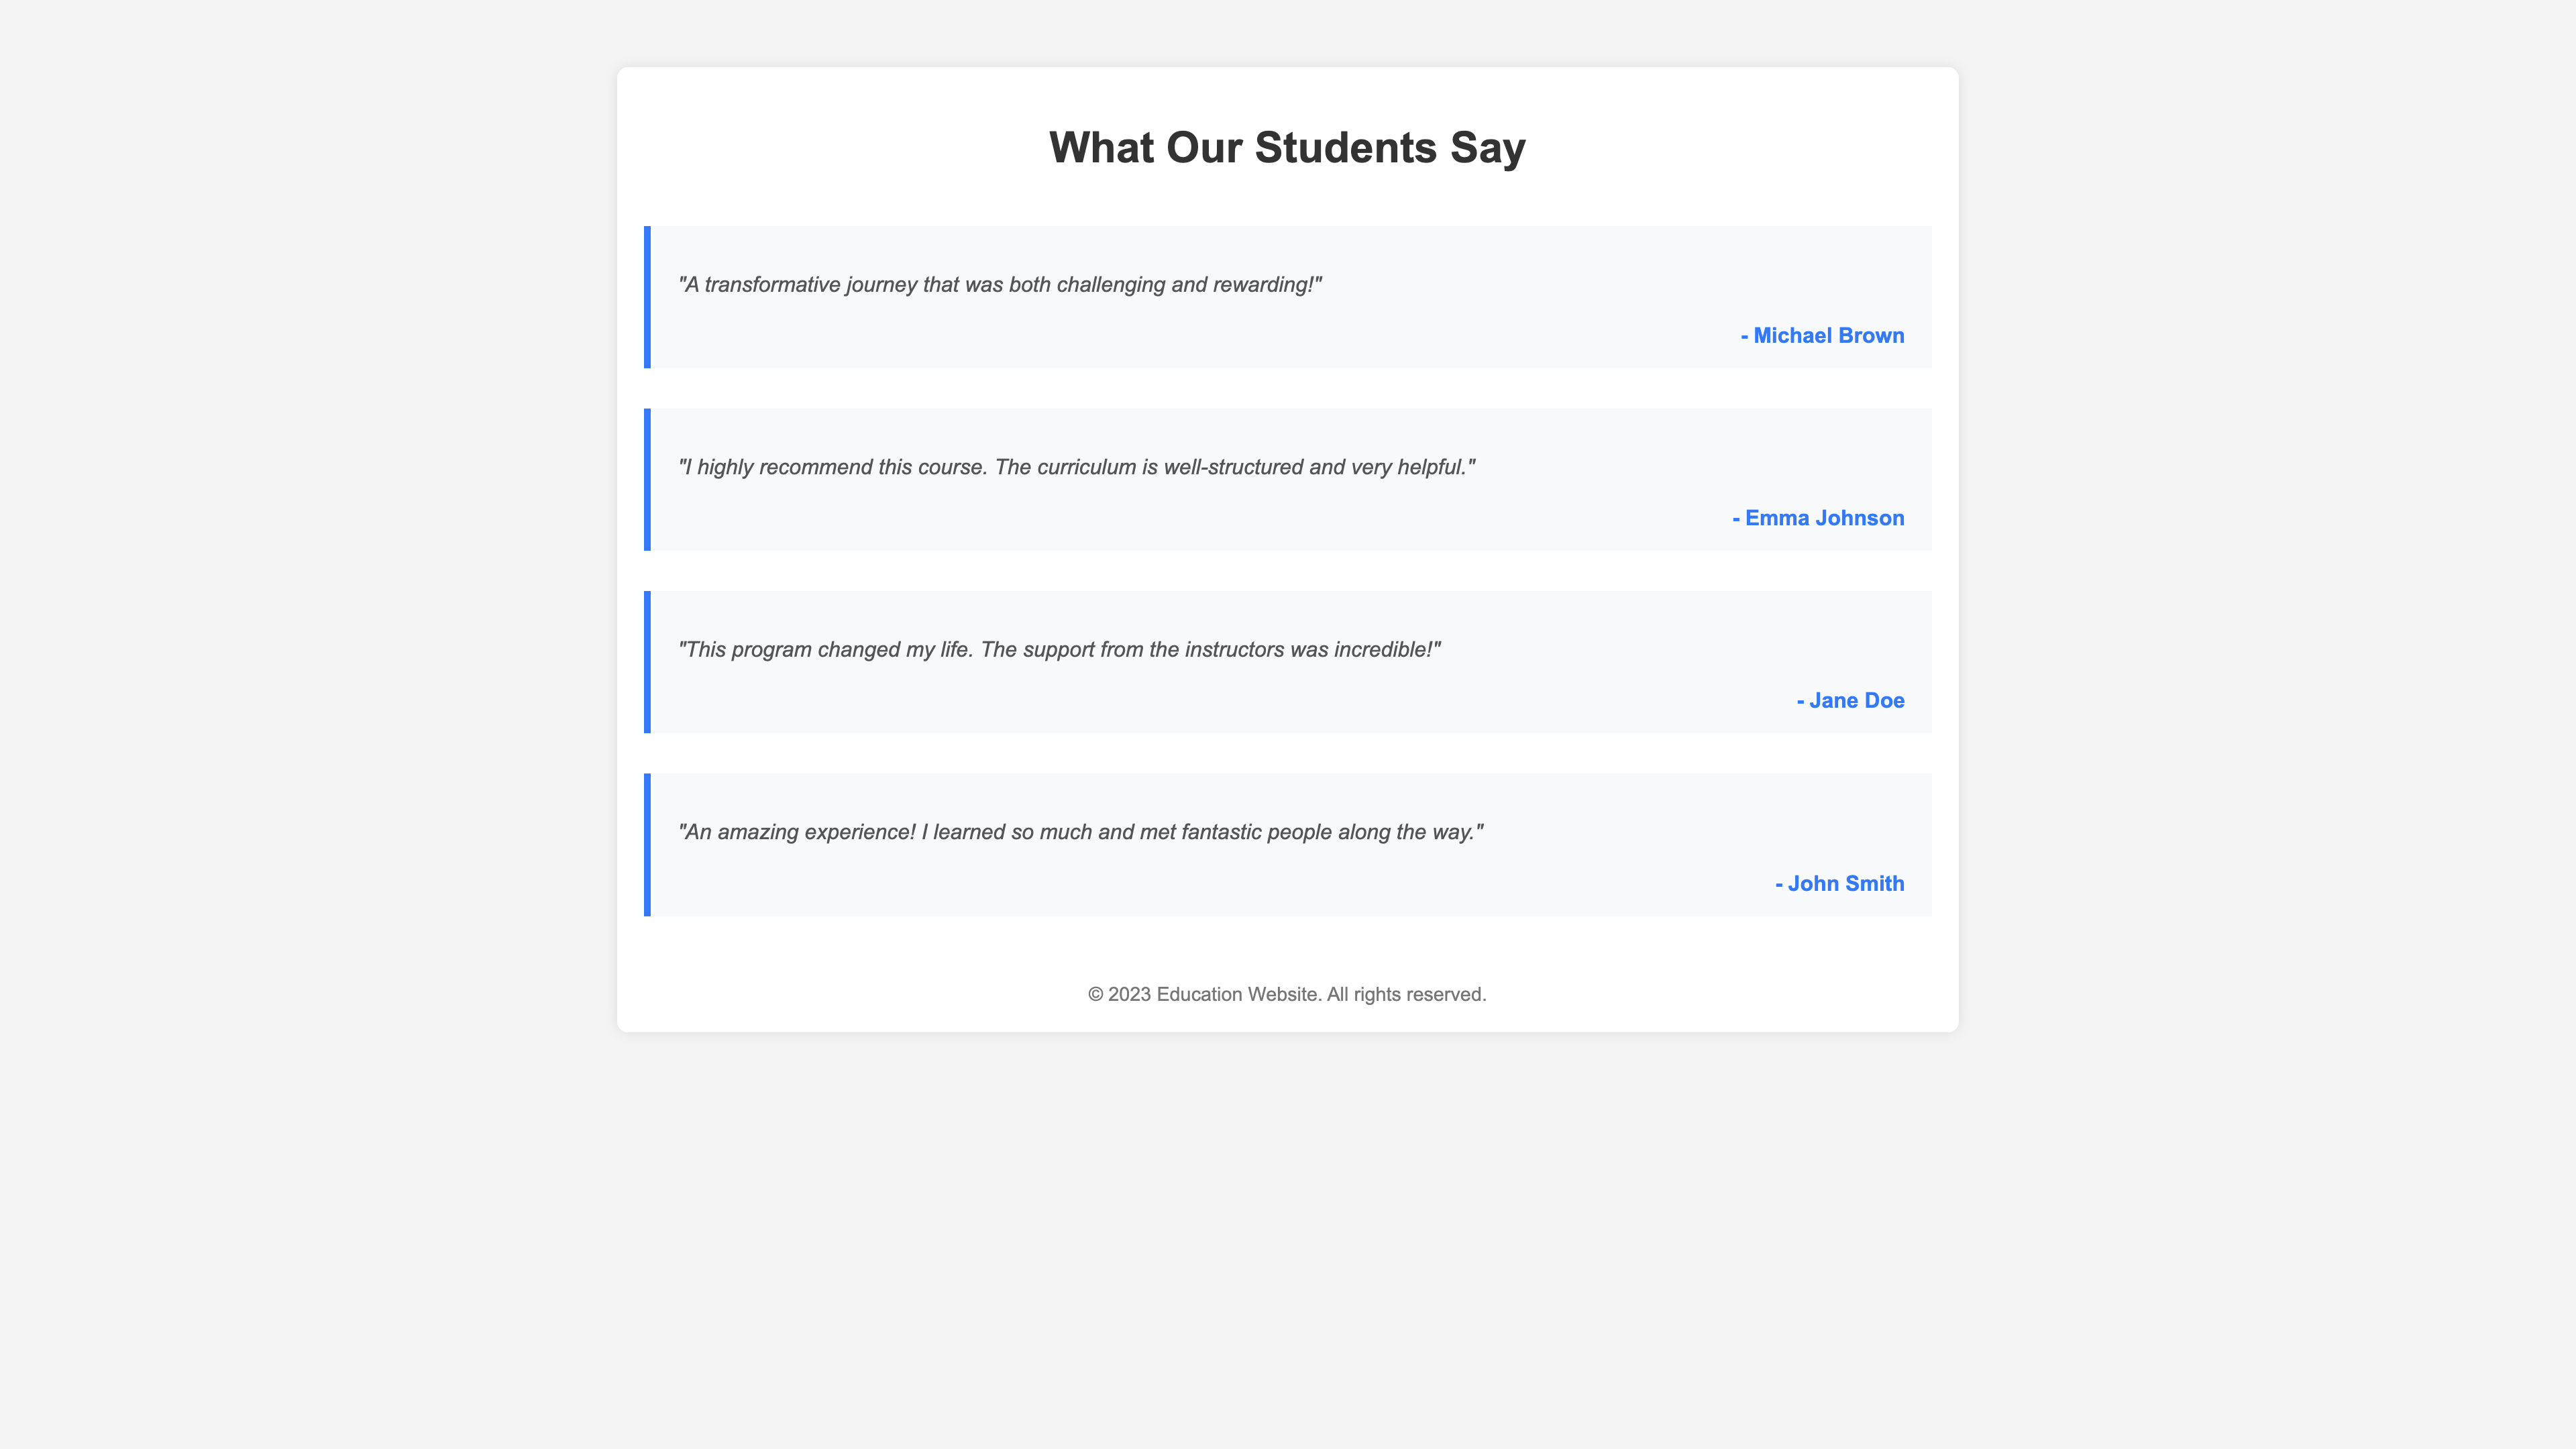 What Our Students Say
"A transformative journey that was both challenging and rewarding!"
- Michael Brown
"I highly recommend this course. The curriculum is well-structured and very helpful."
- Emma Johnson
"This program changed my life. The support from the instructors was incredible!"
- Jane Doe
"An amazing experience! I learned so much and met fantastic people along the way."
- John Smith
© 2023 Education Website. All rights reserved.